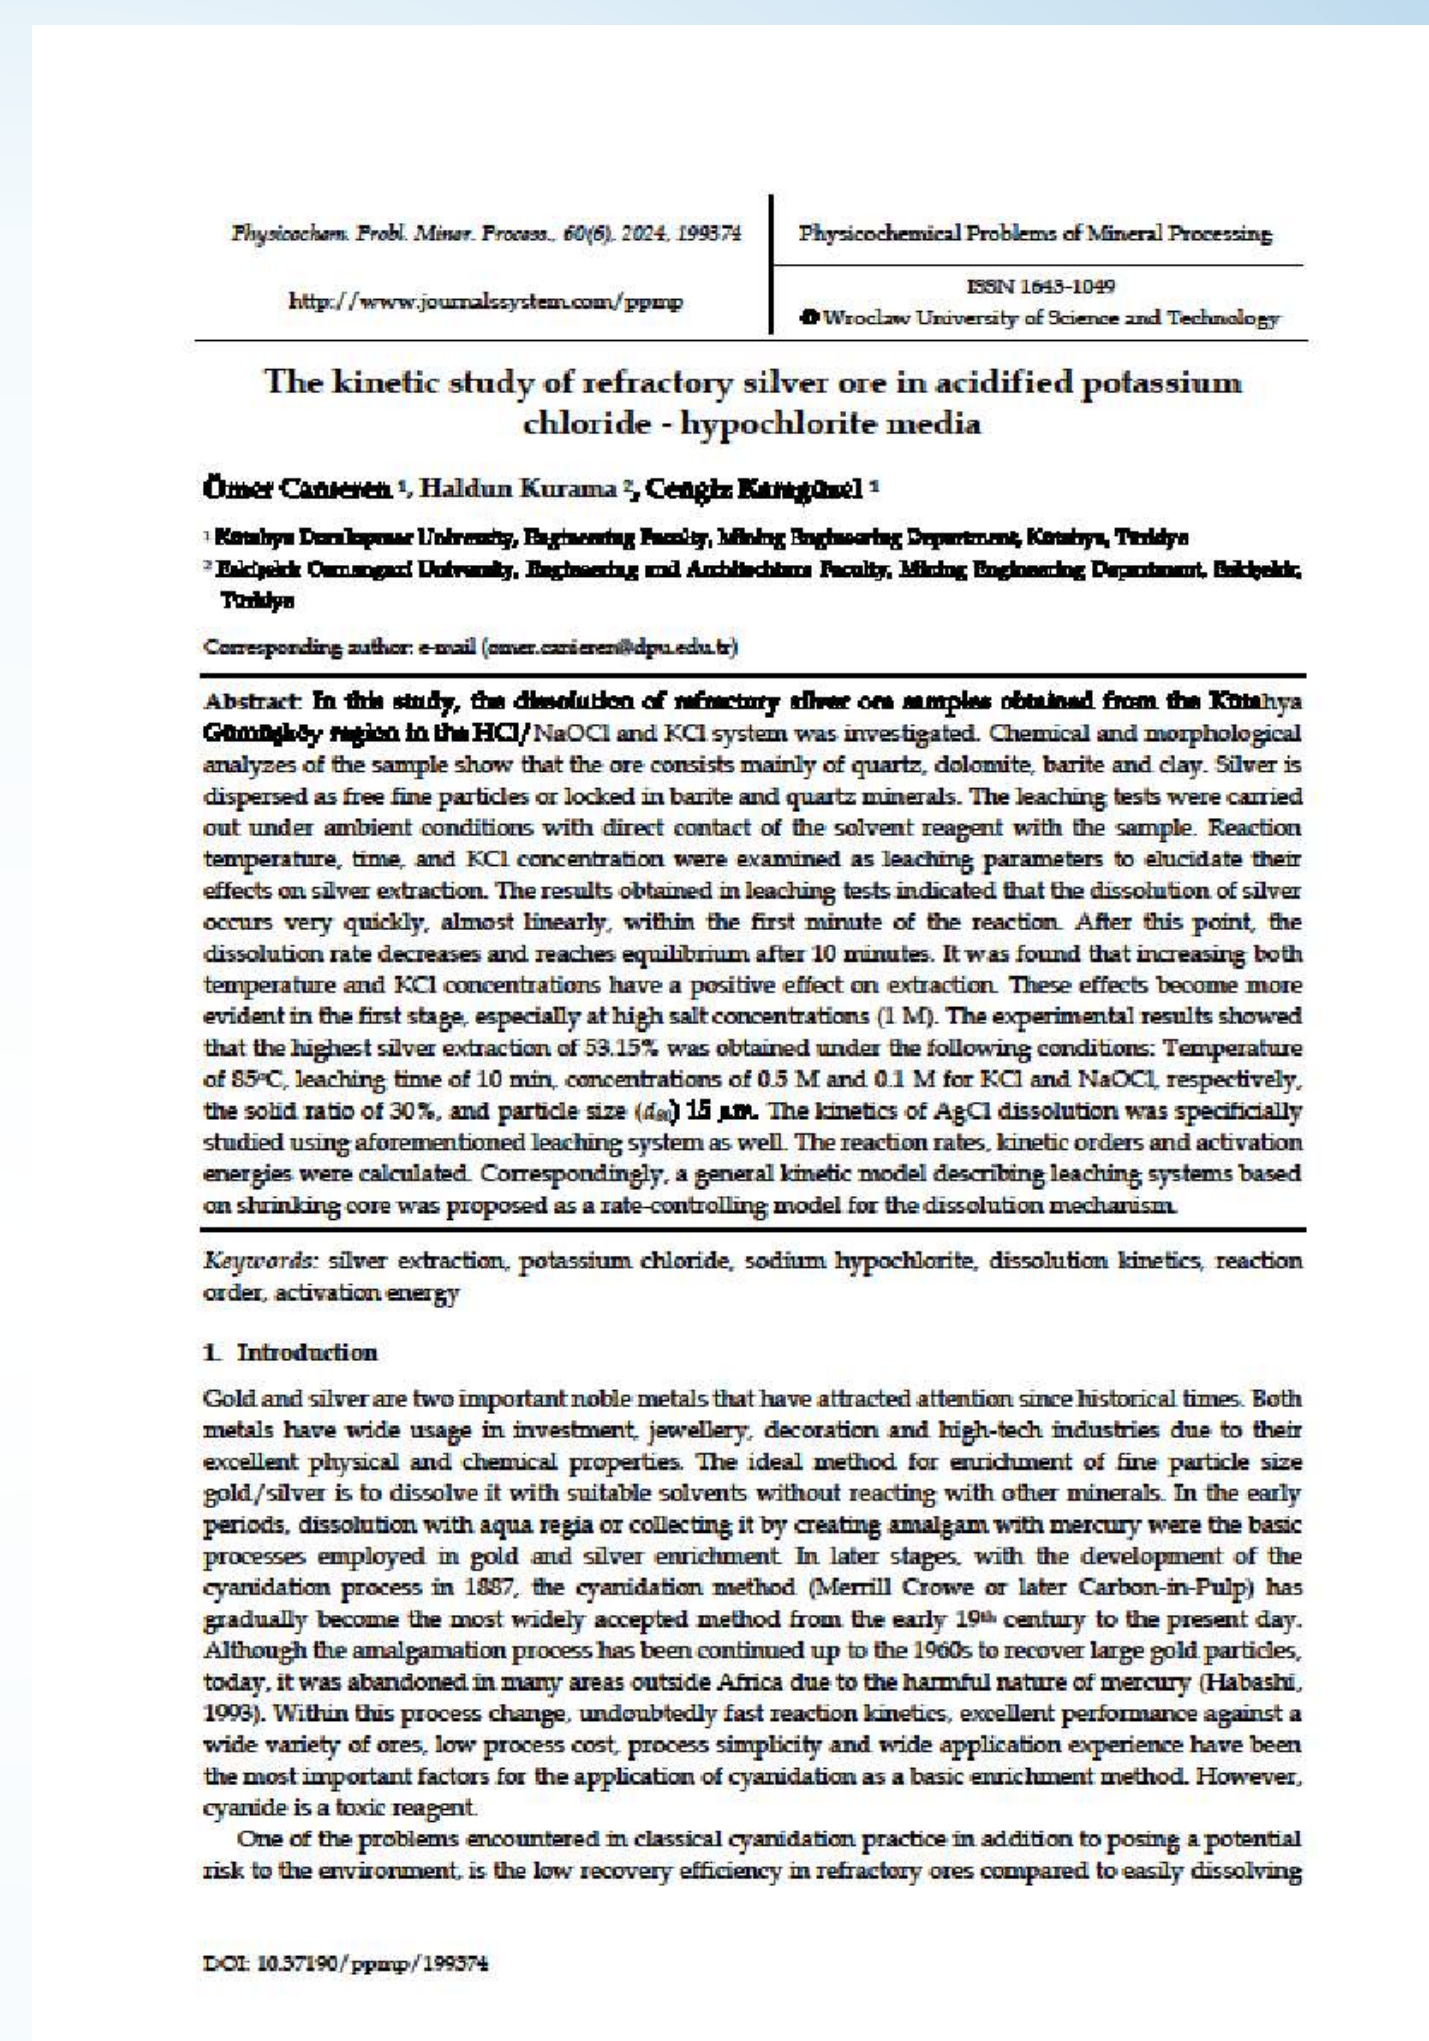 Physicochem. Probl. Miner. Process., 60(6), 2024, 199374
http://www.journalssystem.com/ppmp
Physicochemical Problems of Mineral Processing
ISSN 1643-1049
© Wroclaw University of Science and Technology
The kinetic study of refractory silver ore in acidified potassium
chloride - hypochlorite media
Ömer Canieren ¹, Haldun Kurama ², Cengiz Karagüzel ¹
¹ Kütahya Dumlupınar University, Engineering Faculty, Mining Engineering Department, Kütahya, Türkiye
² Eskişehir Osmangazi University, Engineering and Architecture Faculty, Mining Engineering Department, Eskişehir,
Türkiye
Corresponding author: e-mail (omer.canieren@dpu.edu.tr)
Abstract: In this study, the dissolution of refractory silver ore samples obtained from the Kütahya
Gümüşköy region in the HCl/NaOCl and KCl system was investigated. Chemical and morphological
analyzes of the sample show that the ore consists mainly of quartz, dolomite, barite and clay. Silver is
dispersed as free fine particles or locked in barite and quartz minerals. The leaching tests were carried
out under ambient conditions with direct contact of the solvent reagent with the sample. Reaction
temperature, time, and KCl concentration were examined as leaching parameters to elucidate their
effects on silver extraction. The results obtained in leaching tests indicated that the dissolution of silver
occurs very quickly, almost linearly, within the first minute of the reaction. After this point, the
dissolution rate decreases and reaches equilibrium after 10 minutes. It was found that increasing both
temperature and KCl concentrations have a positive effect on extraction. These effects become more
evident in the first stage, especially at high salt concentrations (1 M). The experimental results showed
that the highest silver extraction of 53.15% was obtained under the following conditions: Temperature
of 85ºC, leaching time of 10 min, concentrations of 0.5 M and 0.1 M for KCl and NaOCl, respectively,
the solid ratio of 30%, and particle size (d₈₀) 15 µm. The kinetics of AgCl dissolution was specificially
studied using aforementioned leaching system as well. The reaction rates, kinetic orders and activation
energies were calculated. Correspondingly, a general kinetic model describing leaching systems based
on shrinking core was proposed as a rate-controlling model for the dissolution mechanism.
Keywords: silver extraction, potassium chloride, sodium hypochlorite, dissolution kinetics, reaction
order, activation energy
1. Introduction
Gold and silver are two important noble metals that have attracted attention since historical times. Both
metals have wide usage in investment, jewellery, decoration and high-tech industries due to their
excellent physical and chemical properties. The ideal method for enrichment of fine particle size
gold/silver is to dissolve it with suitable solvents without reacting with other minerals. In the early
periods, dissolution with aqua regia or collecting it by creating amalgam with mercury were the basic
processes employed in gold and silver enrichment. In later stages, with the development of the
cyanidation process in 1887, the cyanidation method (Merrill Crowe or later Carbon-in-Pulp) has
gradually become the most widely accepted method from the early 19th century to the present day.
Although the amalgamation process has been continued up to the 1960s to recover large gold particles,
today, it was abandoned in many areas outside Africa due to the harmful nature of mercury (Habashi,
1993). Within this process change, undoubtedly fast reaction kinetics, excellent performance against a
wide variety of ores, low process cost, process simplicity and wide application experience have been
the most important factors for the application of cyanidation as a basic enrichment method. However,
cyanide is a toxic reagent.
One of the problems encountered in classical cyanidation practice in addition to posing a potential
risk to the environment, is the low recovery efficiency in refractory ores compared to easily dissolving
DOI: 10.37190/ppmp/199374